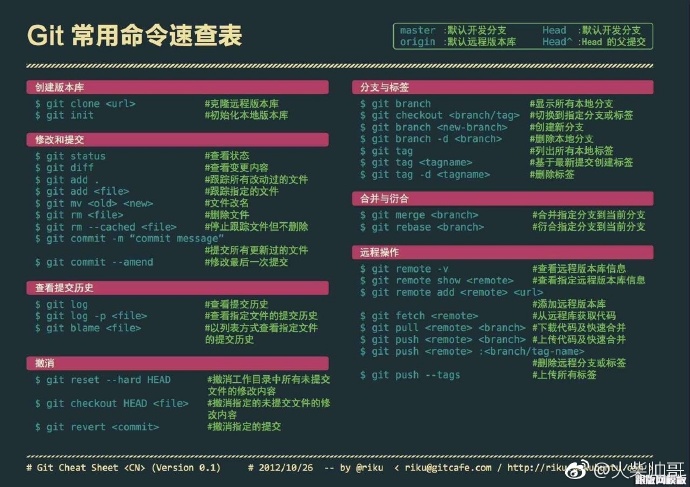 Git 常用命令速查表
master :默认开发分支 Head :默认开发分支
origin :默认远程版本库 Head^ :Head 的父提交
创建版本库
$ git clone <url> #克隆远程版本库
$ git init #初始化本地版本库
修改和提交
$ git status #查看状态
$ git diff #查看变更内容
$ git add . #跟踪所有改动过的文件
$ git add <file> #跟踪指定的文件
$ git mv <old> <new> #文件改名
$ git rm <file> #删除文件
$ git rm --cached <file> #停止跟踪文件但不删除
$ git commit -m “commit message”
#提交所有更新过的文件
$ git commit --amend #修改最后一次提交
查看提交历史
$ git log #查看提交历史
$ git log -p <file> #查看指定文件的提交历史
$ git blame <file> #以列表方式查看指定文件
的提交历史
撤消
$ git reset --hard HEAD #撤消工作目录中所有未提交
文件的修改内容
$ git checkout HEAD <file> #撤消指定的未提交文件的修
改内容
$ git revert <commit> #撤消指定的提交
分支与标签
$ git branch #显示所有本地分支
$ git checkout <branch/tag> #切换到指定分支或标签
$ git branch <new-branch> #创建新分支
$ git branch -d <branch> #删除本地分支
$ git tag #列出所有本地标签
$ git tag <tagname> #基于最新提交创建标签
$ git tag -d <tagname> #删除标签
合并与衍合
$ git merge <branch> #合并指定分支到当前分支
$ git rebase <branch> #衍合指定分支到当前分支
远程操作
$ git remote -v #查看远程版本库信息
$ git remote show <remote> #查看指定远程版本库信息
$ git remote add <remote> <url>
#添加远程版本库
$ git fetch <remote> #从远程库获取代码
$ git pull <remote> <branch> #下载代码及快速合并
$ git push <remote> <branch> #上传代码及快速合并
$ git push <remote> :<branch/tag-name>
#删除远程分支或标签
$ git push --tags #上传所有标签
# Git Cheat Sheet <CN> (Version 0.1) # 2012/10/26 -- by @riku < riku@gitcafe.com / http://riku
@火柴帅哥